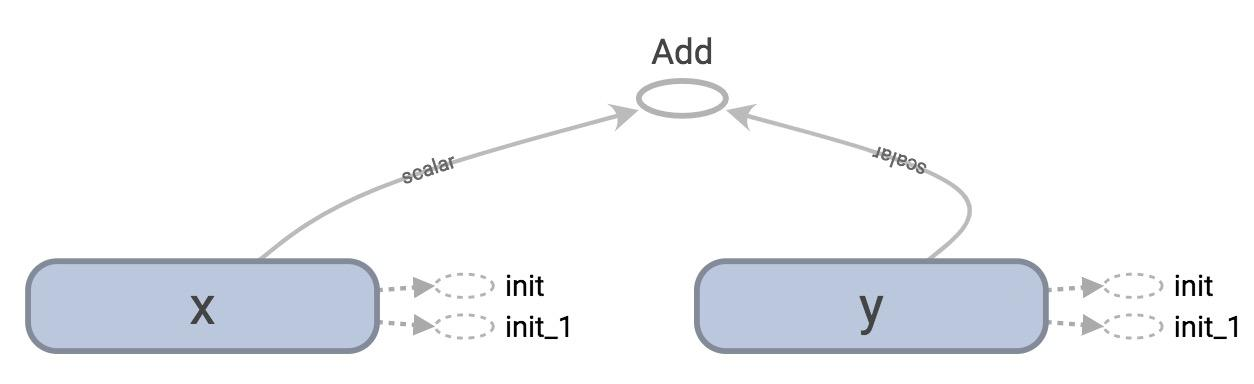 Add
scalar
scalar
x
init
init_1
y
init
init_1